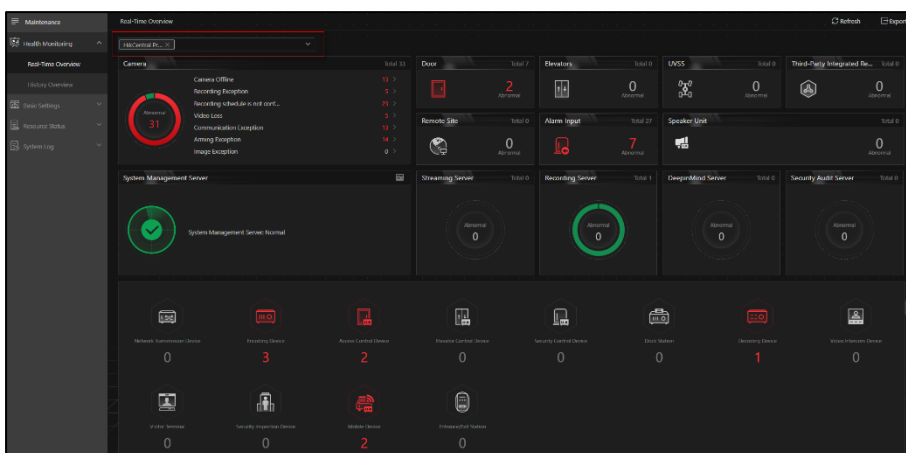 Maintenance
Real-Time Overview
Refresh
Export
Health Monitoring
HikCentral Pr...
Real-Time Overview
History Overview
Basic Settings
Resource Status
System Log
Camera
Total 33
Abnormal
31
Camera Offline 13
Recording Exception 5
Recording schedule is not conf... 23
Video Loss 5
Communication Exception 13
Arming Exception 14
Image Exception 0
Door
Total 7
2
Abnormal
Elevators
Total 0
0
Abnormal
UVSS
Total 0
0
Abnormal
Third-Party Integrated Re...
Total 0
0
Abnormal
Remote Site
Total 0
0
Abnormal
Alarm Input
Total 27
7
Abnormal
Speaker Unit
Total 0
0
Abnormal
System Management Server
System Management Server: Normal
Streaming Server
Total 0
Abnormal
0
Recording Server
Total 1
Abnormal
0
DeepinMind Server
Total 0
Abnormal
0
Security Audit Server
Total 0
Abnormal
0
Network Transmission Device
0
Encoding Device
3
Access Control Device
2
Elevator Control Device
0
Security Control Device
0
Dock Station
0
Decoding Device
1
Video Intercom Device
0
Visitor Terminal
0
Security Inspection Device
0
Mobile Device
2
Entrance/Exit Station
0